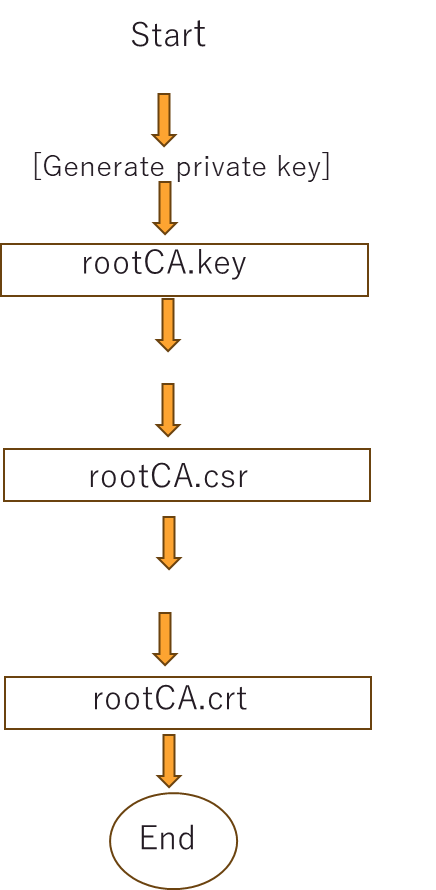 Start
[Generate private key]
rootCA.key
rootCA.csr
rootCA.crt
End